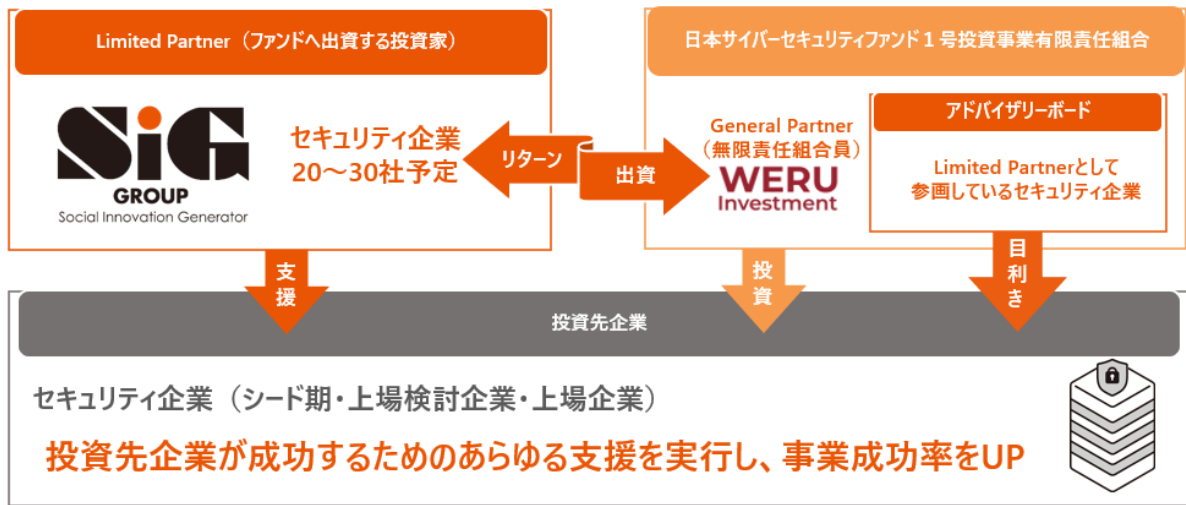 Limited Partner（ファンドへ出資する投資家）
SiG
GROUP
Social Innovation Generator
セキュリティ企業
20～30社予定
リターン
出資
日本サイバーセキュリティファンド１号投資事業有限責任組合
General Partner
（無限責任組合員）
WERU
Investment
アドバイザリーボード
Limited Partnerとして
参画しているセキュリティ企業
支援
投資
目利き
投資先企業
セキュリティ企業（シード期・上場検討企業・上場企業）
投資先企業が成功するためのあらゆる支援を実行し、事業成功率をUP